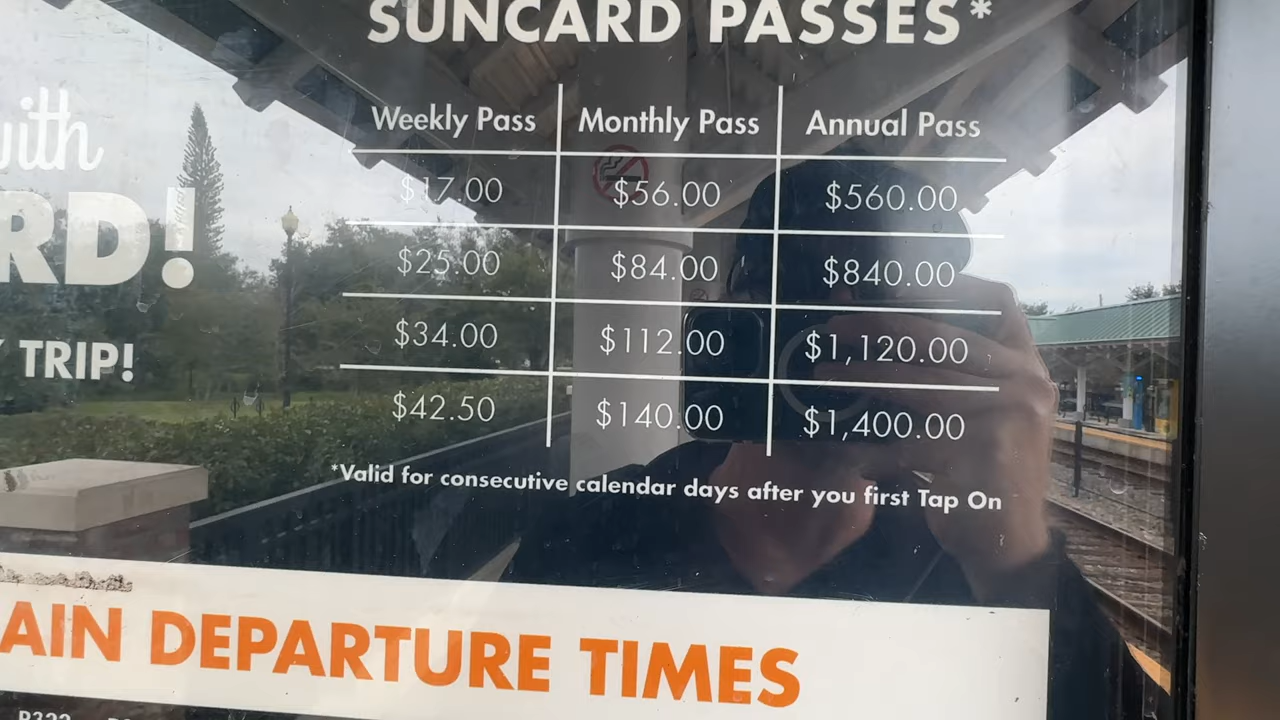 SUNCARD PASSES*
with
RD!
TRIP!
Weekly Pass Monthly Pass Annual Pass
$17.00 $56.00 $560.00
$25.00 $84.00 $840.00
$34.00 $112.00 $1,120.00
$42.50 $140.00 $1,400.00
*Valid for consecutive calendar days after you first Tap On
AIN DEPARTURE TIMES